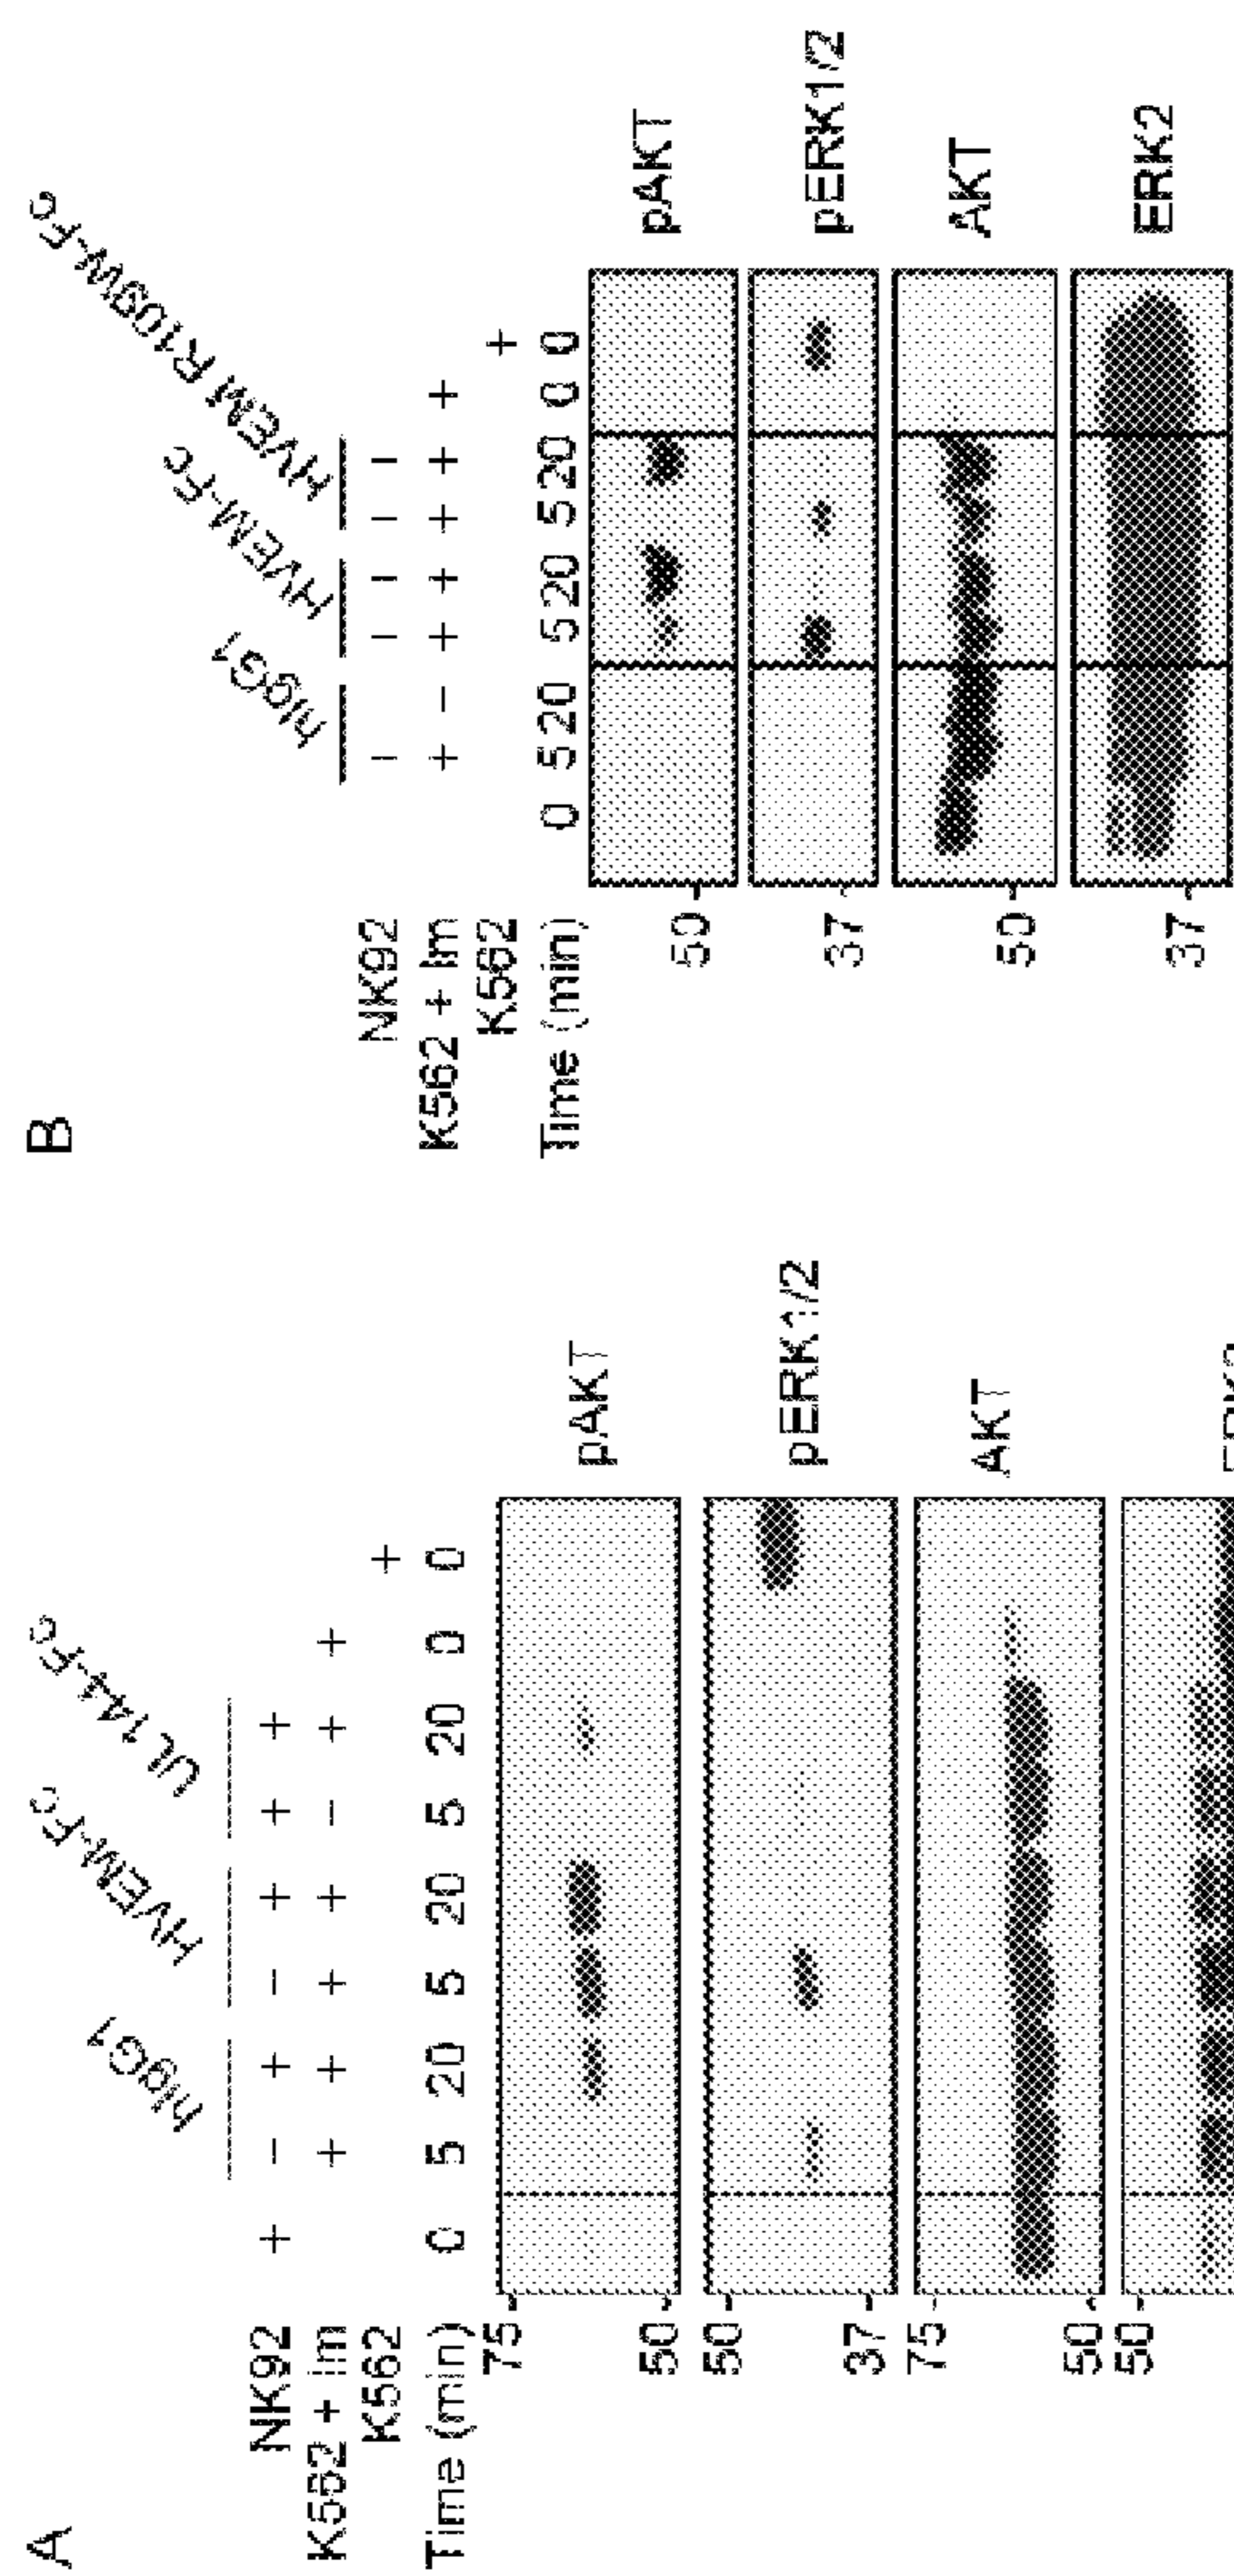 A
hIgG1 HVEM-Fc UL144-Fc
NK92 + − + − + + +
K562 + Im + + + + − + +
K562 +
Time (min) 0 5 20 5 20 5 20 0 0
75
pAKT
50
50
pERK1/2
37
75
AKT
50
50
B
hIgG1 HVEM-Fc HVEM R109W-Fc
NK92 − − − − −
K562 + Im + − + + + + +
K562 +
Time (min) 0 5 20 5 20 5 20 0 0
50 pAKT
37 pERK1/2
50 AKT
37 ERK2